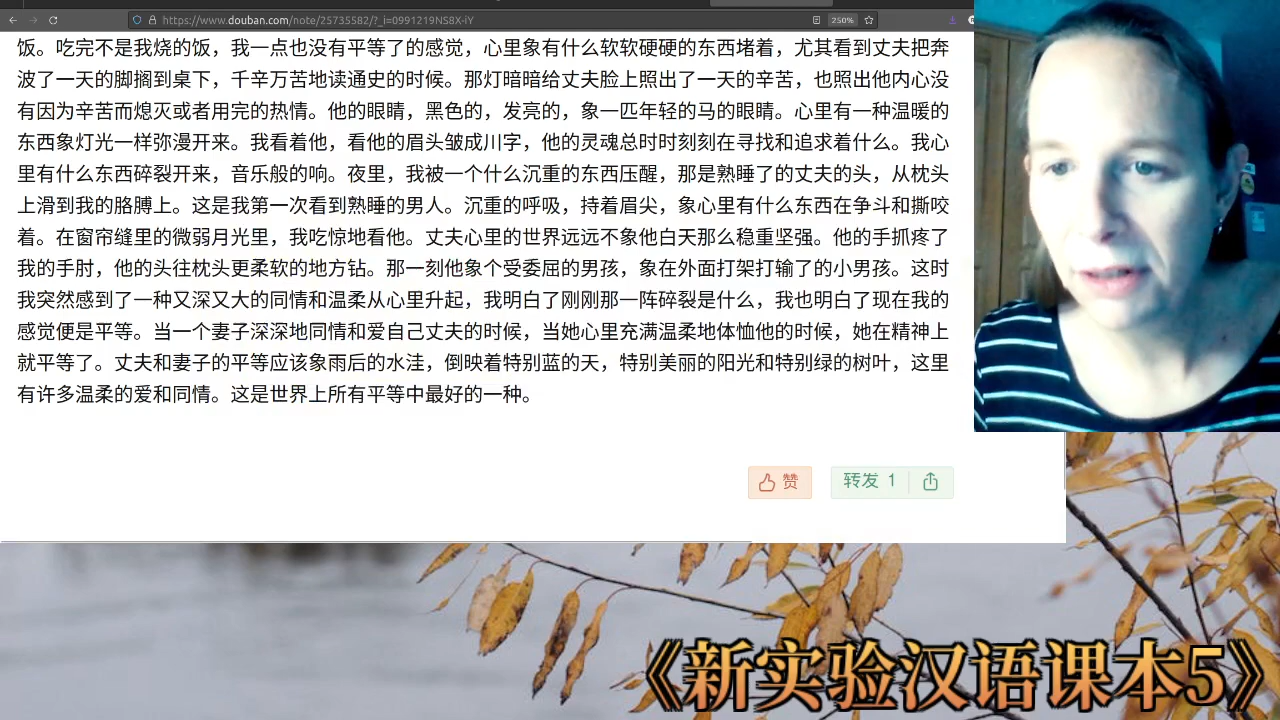 https://www.douban.com/note/25735582/?_i=0991219NS8X-iY
250%
饭。吃完不是我烧的饭，我一点也没有平等了的感觉，心里象有什么软软硬硬的东西堵着，尤其看到丈夫把奔
波了一天的脚搁到桌下，千辛万苦地读通史的时候。那灯暗暗给丈夫脸上照出了一天的辛苦，也照出他内心没
有因为辛苦而熄灭或者用完的热情。他的眼睛，黑色的，发亮的，象一匹年轻的马的眼睛。心里有一种温暖的
东西象灯光一样弥漫开来。我看着他，看他的眉头皱成川字，他的灵魂总时时刻刻在寻找和追求着什么。我心
里有什么东西碎裂开来，音乐般的响。夜里，我被一个什么沉重的东西压醒，那是熟睡了的丈夫的头，从枕头
上滑到我的胳膊上。这是我第一次看到熟睡的男人。沉重的呼吸，持着眉尖，象心里有什么东西在争斗和撕咬
着。在窗帘缝里的微弱月光里，我吃惊地看他。丈夫心里的世界远远不象他白天那么稳重坚强。他的手抓疼了
我的手肘，他的头往枕头更柔软的地方钻。那一刻他象个受委屈的男孩，象在外面打架打输了的小男孩。这时
我突然感到了一种又深又大的同情和温柔从心里升起，我明白了刚刚那一阵碎裂是什么，我也明白了现在我的
感觉便是平等。当一个妻子深深地同情和爱自己丈夫的时候，当她心里充满温柔地体恤他的时候，她在精神上
就平等了。丈夫和妻子的平等应该象雨后的水洼，倒映着特别蓝的天，特别美丽的阳光和特别绿的树叶，这里
有许多温柔的爱和同情。这是世界上所有平等中最好的一种。
赞
转发 1
《新实验汉语课本5》